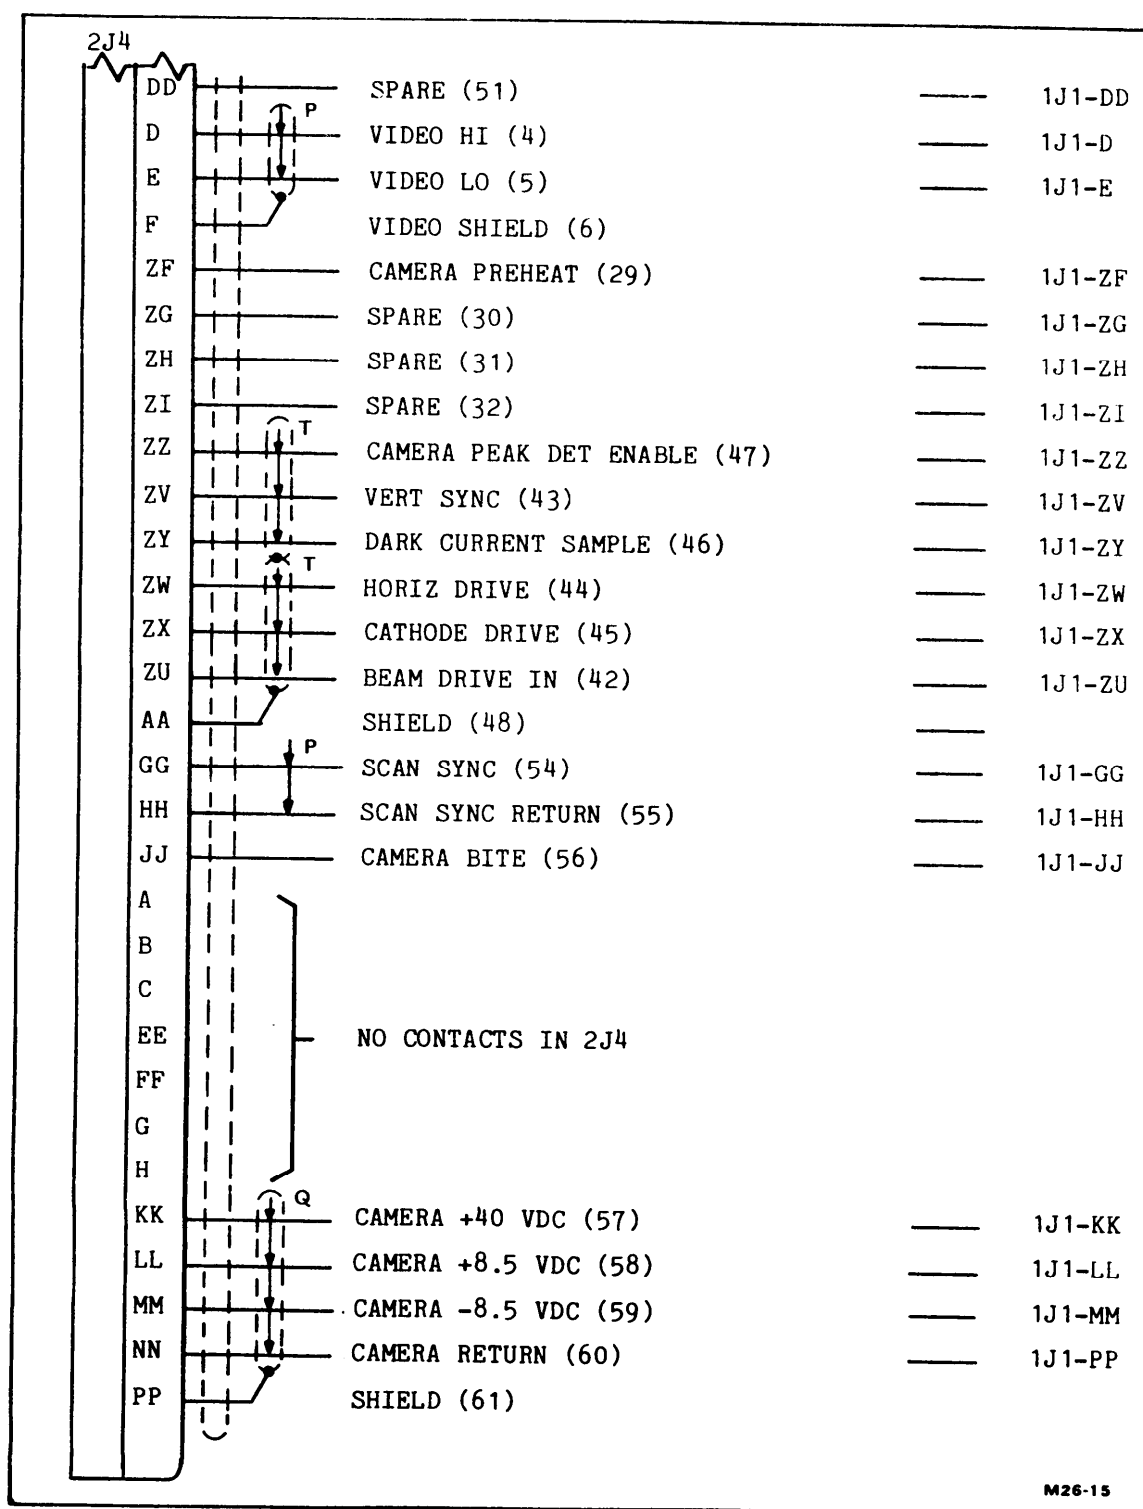 2J4
DD SPARE (51) 1J1-DD
P
D VIDEO HI (4) 1J1-D
E VIDEO LO (5) 1J1-E
F VIDEO SHIELD (6)
ZF CAMERA PREHEAT (29) 1J1-ZF
ZG SPARE (30) 1J1-ZG
ZH SPARE (31) 1J1-ZH
ZI SPARE (32) 1J1-ZI
T
ZZ CAMERA PEAK DET ENABLE (47) 1J1-ZZ
ZV VERT SYNC (43) 1J1-ZV
ZY DARK CURRENT SAMPLE (46) 1J1-ZY
T
ZW HORIZ DRIVE (44) 1J1-ZW
ZX CATHODE DRIVE (45) 1J1-ZX
ZU BEAM DRIVE IN (42) 1J1-ZU
AA SHIELD (48)
P
GG SCAN SYNC (54) 1J1-GG
HH SCAN SYNC RETURN (55) 1J1-HH
JJ CAMERA BITE (56) 1J1-JJ
A
B
C
EE NO CONTACTS IN 2J4
FF
G
H
Q
KK CAMERA +40 VDC (57) 1J1-KK
LL CAMERA +8.5 VDC (58) 1J1-LL
MM CAMERA -8.5 VDC (59) 1J1-MM
NN CAMERA RETURN (60) 1J1-PP
PP SHIELD (61)
M26-15